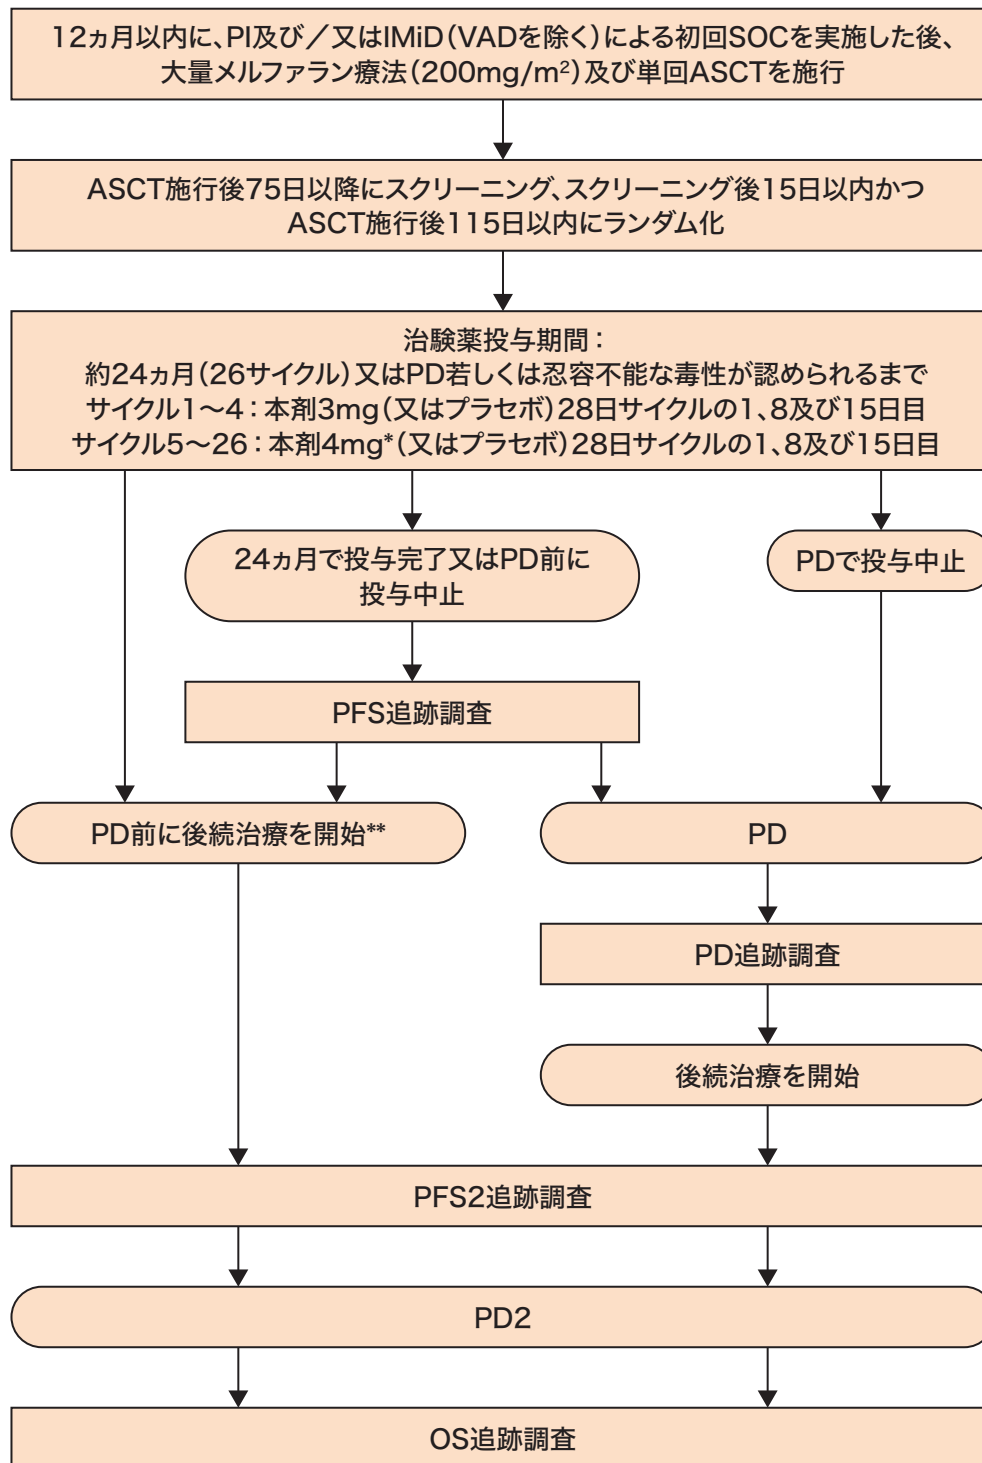 12ヵ月以内に、PI及び／又はIMiD（VADを除く）による初回SOCを実施した後、
大量メルファラン療法（200mg/m²）及び単回ASCTを施行
ASCT施行後75日以降にスクリーニング、スクリーニング後15日以内かつ
ASCT施行後115日以内にランダム化
治験薬投与期間：
約24ヵ月（26サイクル）又はPD若しくは忍容不能な毒性が認められるまで
サイクル1～4：本剤3mg（又はプラセボ）28日サイクルの1、8及び15日目
サイクル5～26：本剤4mg*（又はプラセボ）28日サイクルの1、8及び15日目
24ヵ月で投与完了又はPD前に
投与中止
PDで投与中止
PFS追跡調査
PD前に後続治療を開始**
PD
PD追跡調査
後続治療を開始
PFS2追跡調査
PD2
OS追跡調査